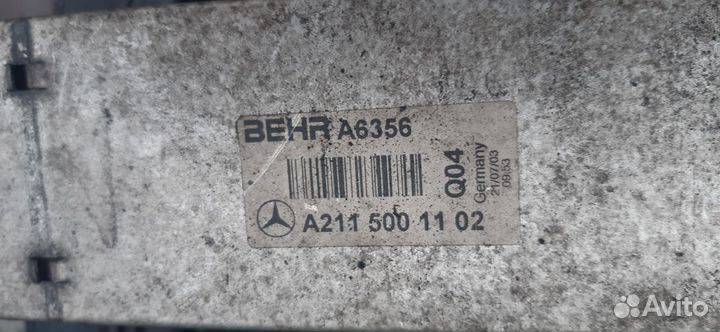 BEHR A6356
Q04
Germany
21/07/03
09:53
A211 500 11 02
Avito